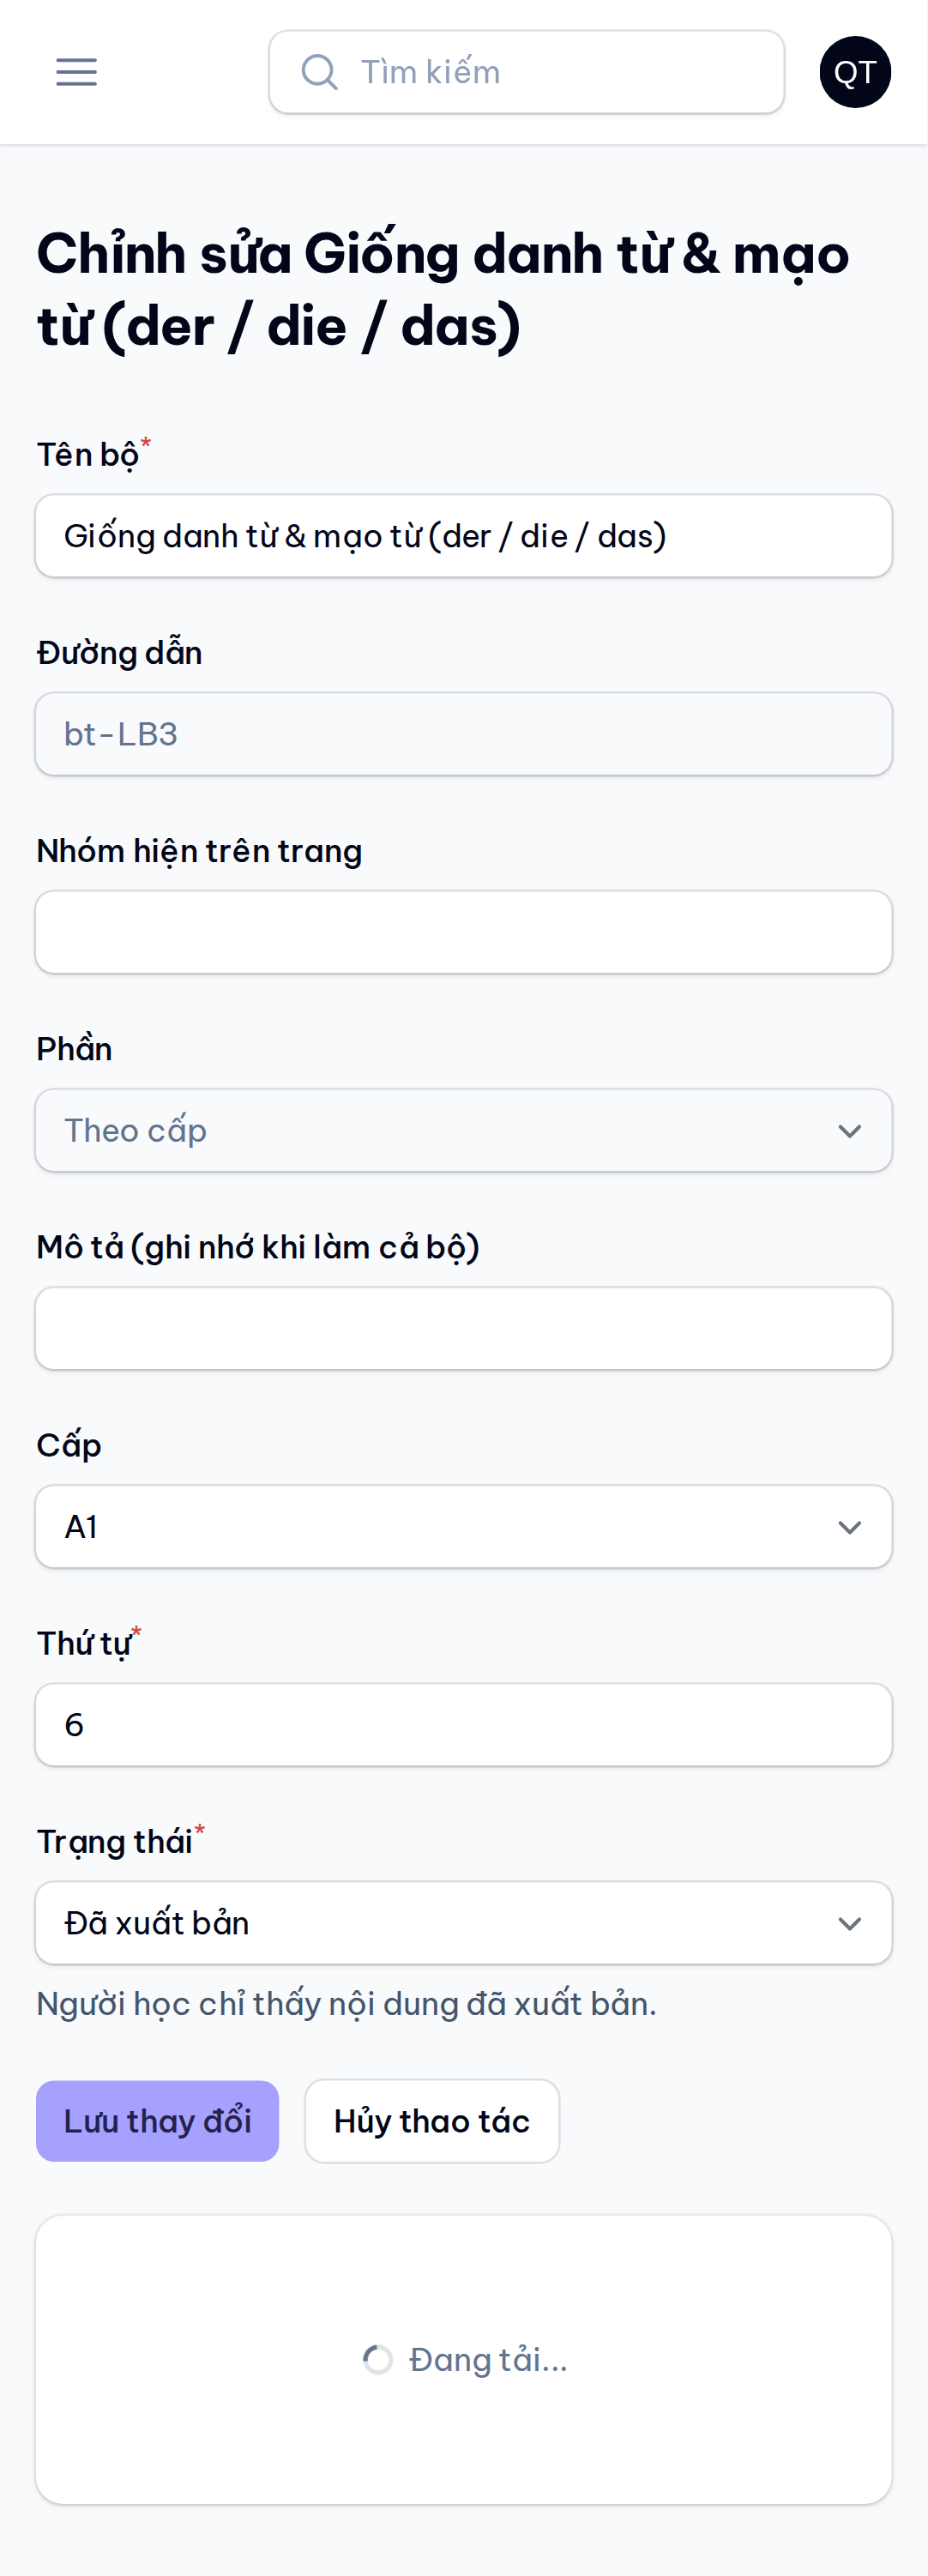 Tìm kiếm
QT
Chỉnh sửa Giống danh từ & mạo
từ (der / die / das)
Tên bộ*
Giống danh từ & mạo từ (der / die / das)
Đường dẫn
bt-LB3
Nhóm hiện trên trang
Phần
Theo cấp
Mô tả (ghi nhớ khi làm cả bộ)
Cấp
A1
Thứ tự*
6
Trạng thái*
Đã xuất bản
Người học chỉ thấy nội dung đã xuất bản.
Lưu thay đổi
Hủy thao tác
Đang tải...